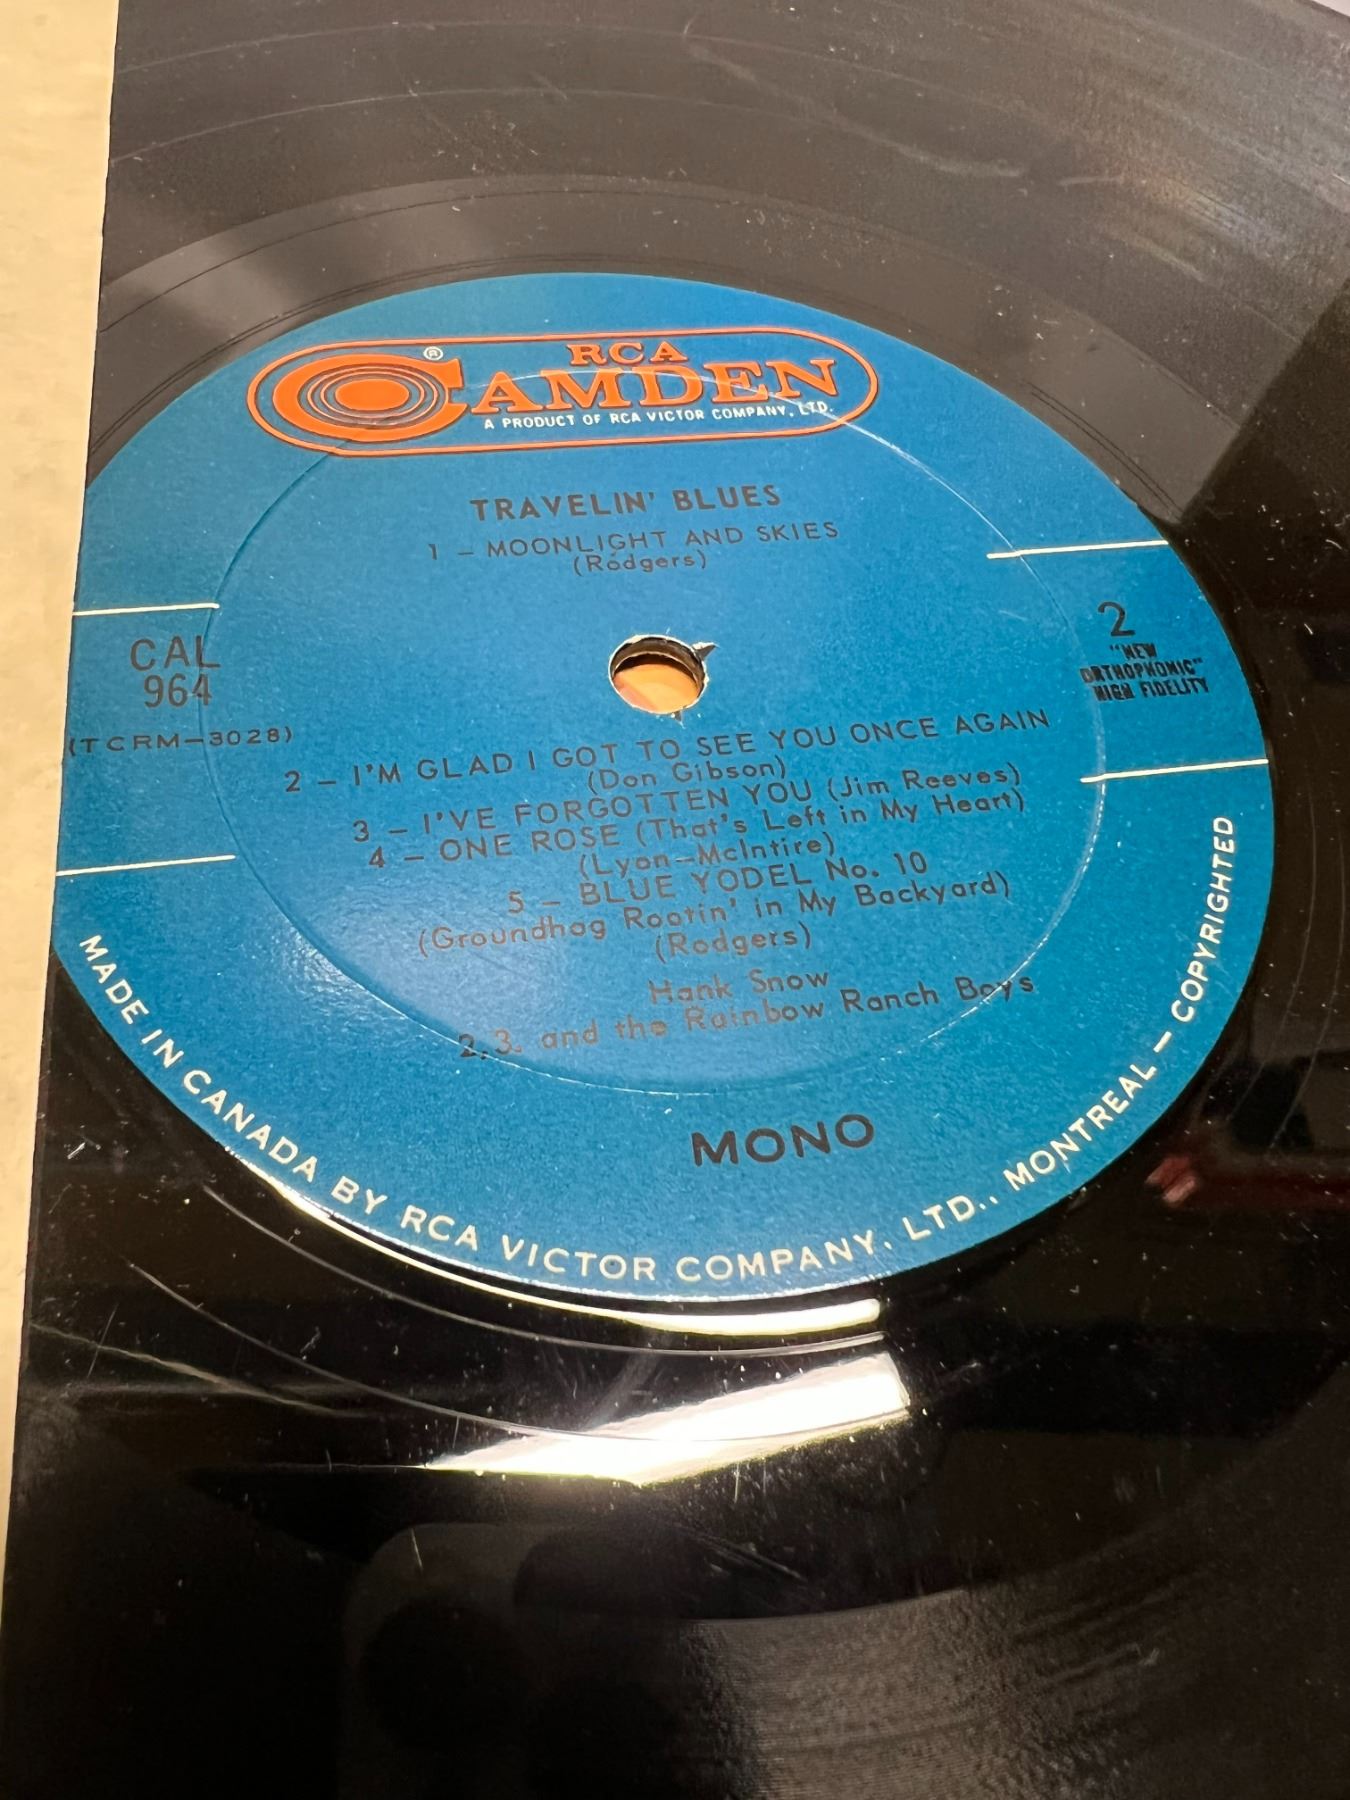 RCA
CAMDEN
®
A PRODUCT OF RCA VICTOR COMPANY, LTD.
TRAVELIN' BLUES
1 – MOONLIGHT AND SKIES
(Rodgers)
CAL
964
(TCRM–3028)
2
"NEW
ORTHOPHONIC"
HIGH FIDELITY
2 – I'M GLAD I GOT TO SEE YOU ONCE AGAIN
(Don Gibson)
3 – I'VE FORGOTTEN YOU (Jim Reeves)
4 – ONE ROSE (That's Left in My Heart)
(Lyon–McIntire)
5 – BLUE YODEL No. 10
(Groundhog Rootin' in My Backyard)
(Rodgers)
Hank Snow
2,3. and the Rainbow Ranch Boys
MONO
MADE IN CANADA BY RCA VICTOR COMPANY, LTD., MONTREAL – COPYRIGHTED